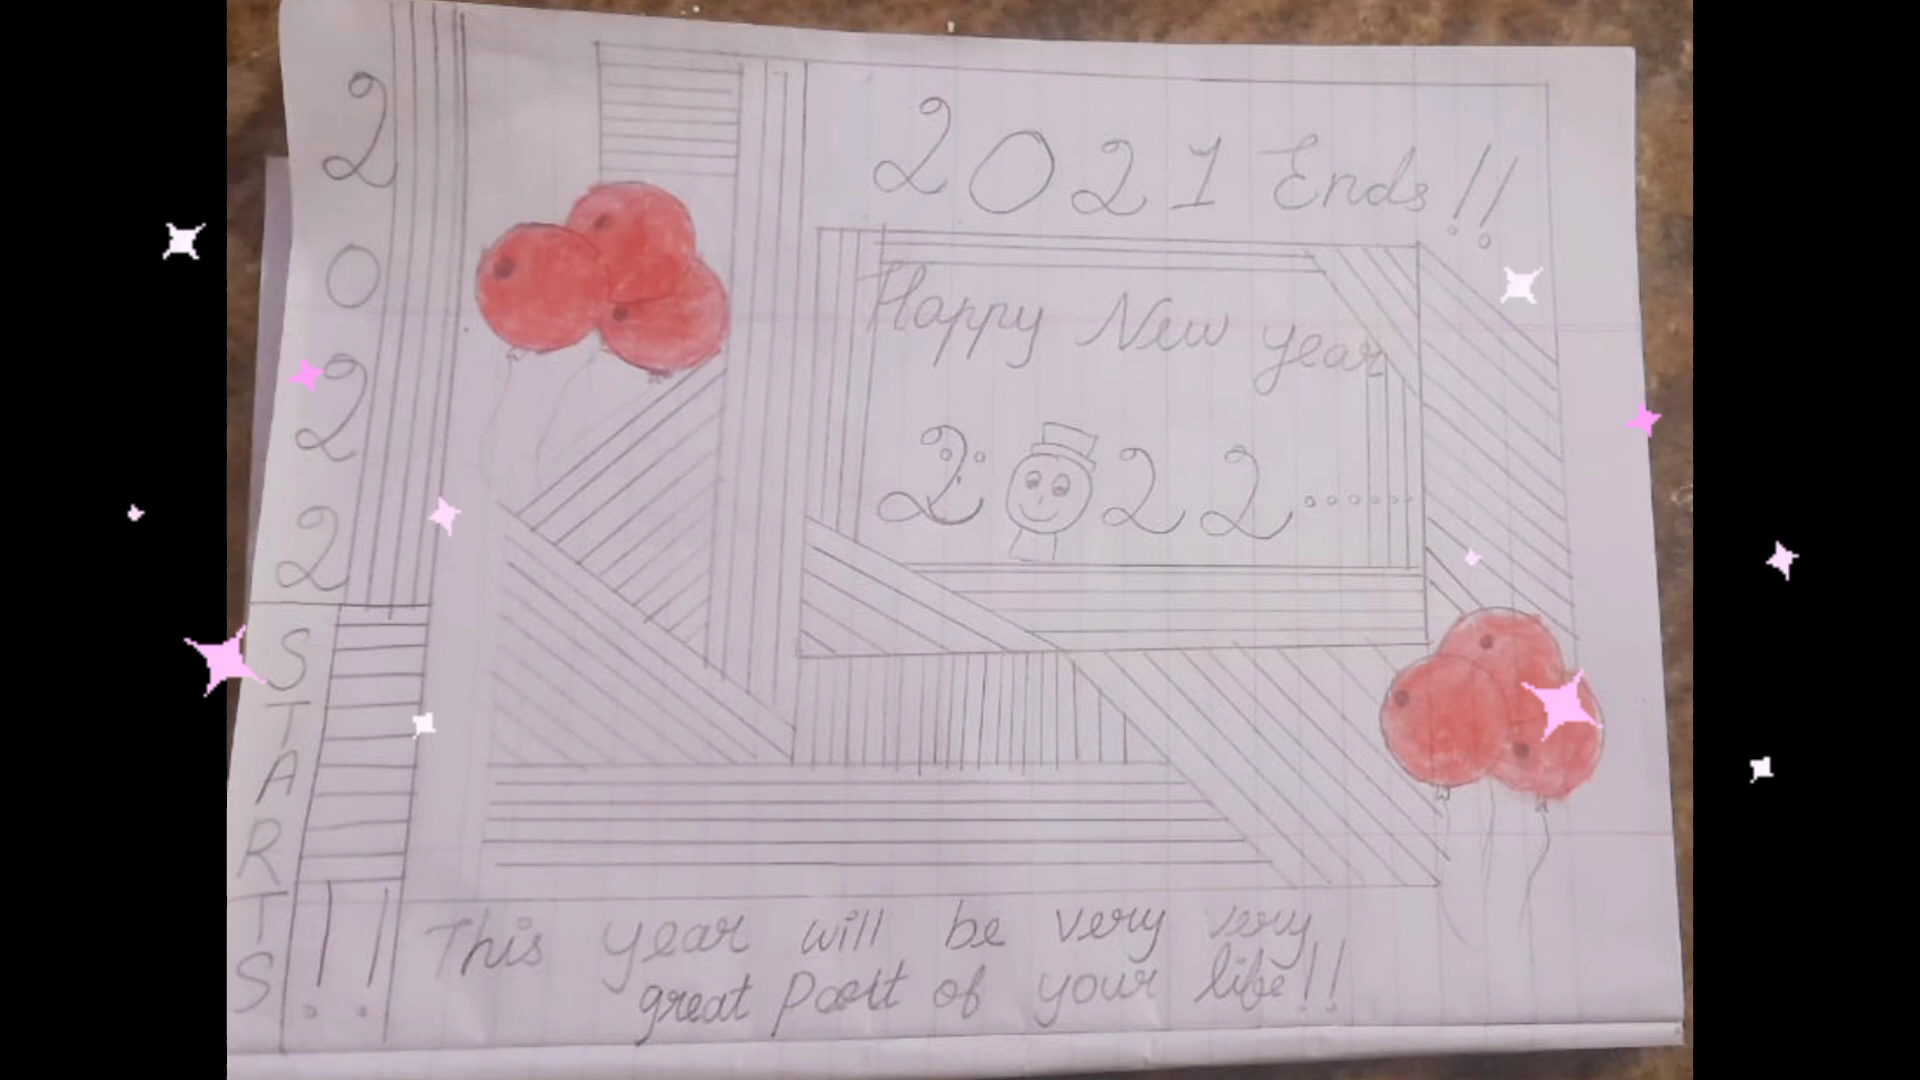 2022
STARTS!!
2021 Ends!!
Happy New year
2022......
This year will be very very
great Part of your life!!